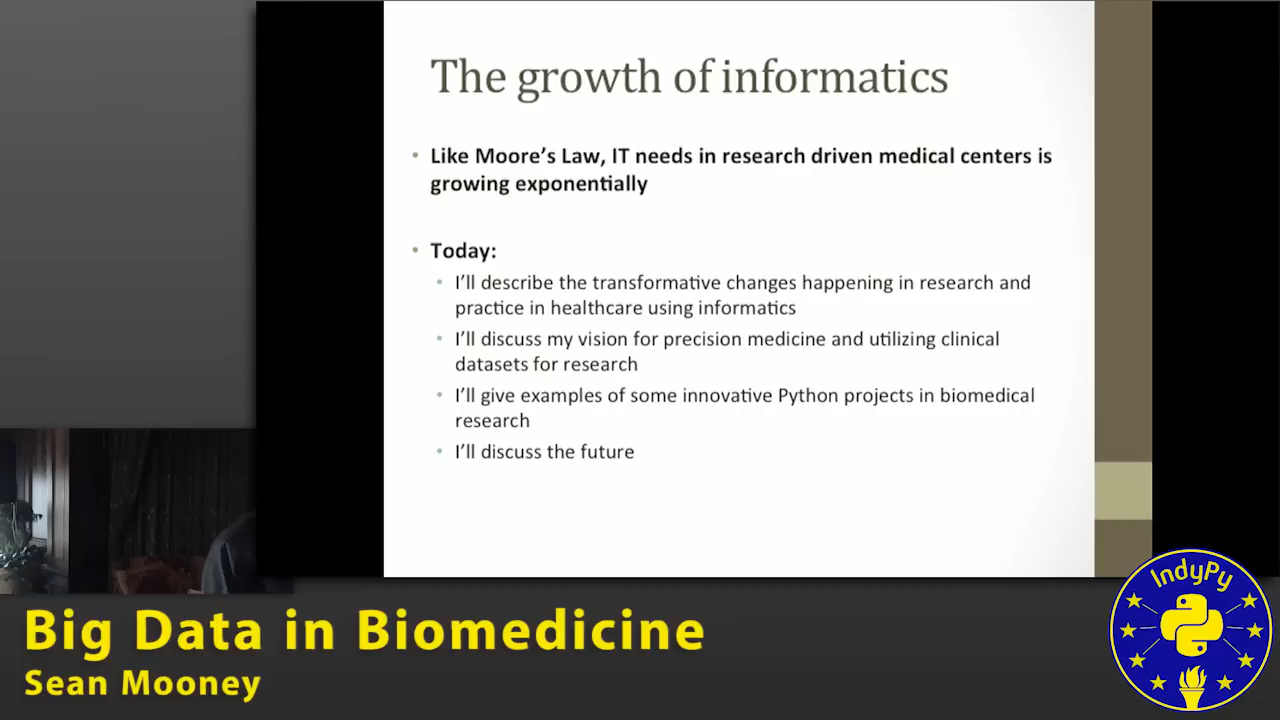 The growth of informatics
• Like Moore's Law, IT needs in research driven medical centers is
growing exponentially
• Today:
• I'll describe the transformative changes happening in research and
practice in healthcare using informatics
• I'll discuss my vision for precision medicine and utilizing clinical
datasets for research
• I'll give examples of some innovative Python projects in biomedical
research
• I'll discuss the future
Big Data in Biomedicine
Sean Mooney
IndyPy